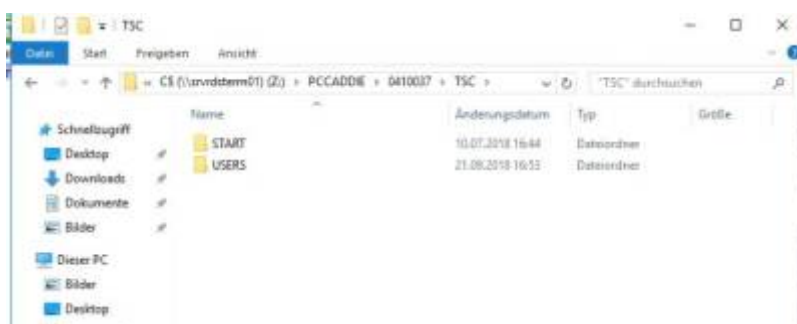 TSC
Datei Start Freigeben Ansicht
C$ (\\srvrdsterm01) (Z:) › PCCADDIE › 0410037 › TSC › "TSC" durchsuchen
Name Änderungsdatum Typ Größe
Schnellzugriff
START 10.07.2018 16:44 Dateiordner
Desktop
USERS 21.08.2018 16:53 Dateiordner
Downloads
Dokumente
Bilder
Dieser PC
Bilder
Desktop